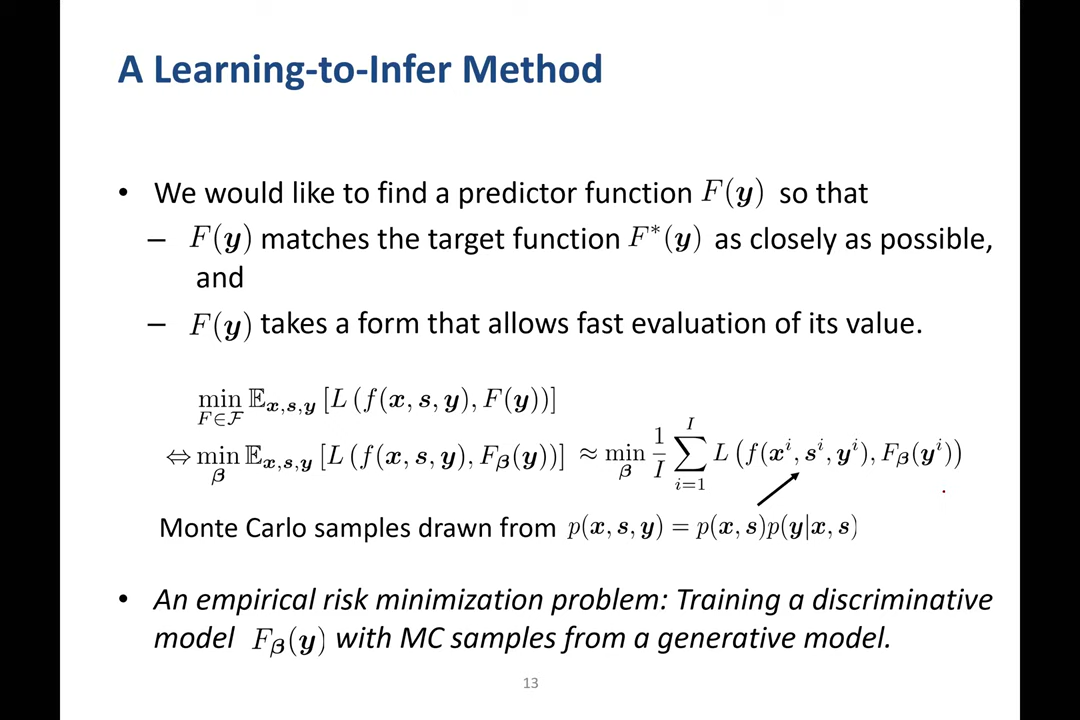 A Learning-to-Infer Method
• We would like to find a predictor function F(y) so that
– F(y) matches the target function F*(y) as closely as possible,
and
– F(y) takes a form that allows fast evaluation of its value.
min_{F∈ℱ} 𝔼_{x,s,y} [L (f(x, s, y), F(y))]
⇔ min_β 𝔼_{x,s,y} [L (f(x, s, y), F_β(y))] ≈ min_β 1/I ∑_{i=1}^{I} L (f(x^i, s^i, y^i), F_β(y^i))
Monte Carlo samples drawn from p(x, s, y) = p(x, s)p(y|x, s)
• An empirical risk minimization problem: Training a discriminative
model F_β(y) with MC samples from a generative model.
13